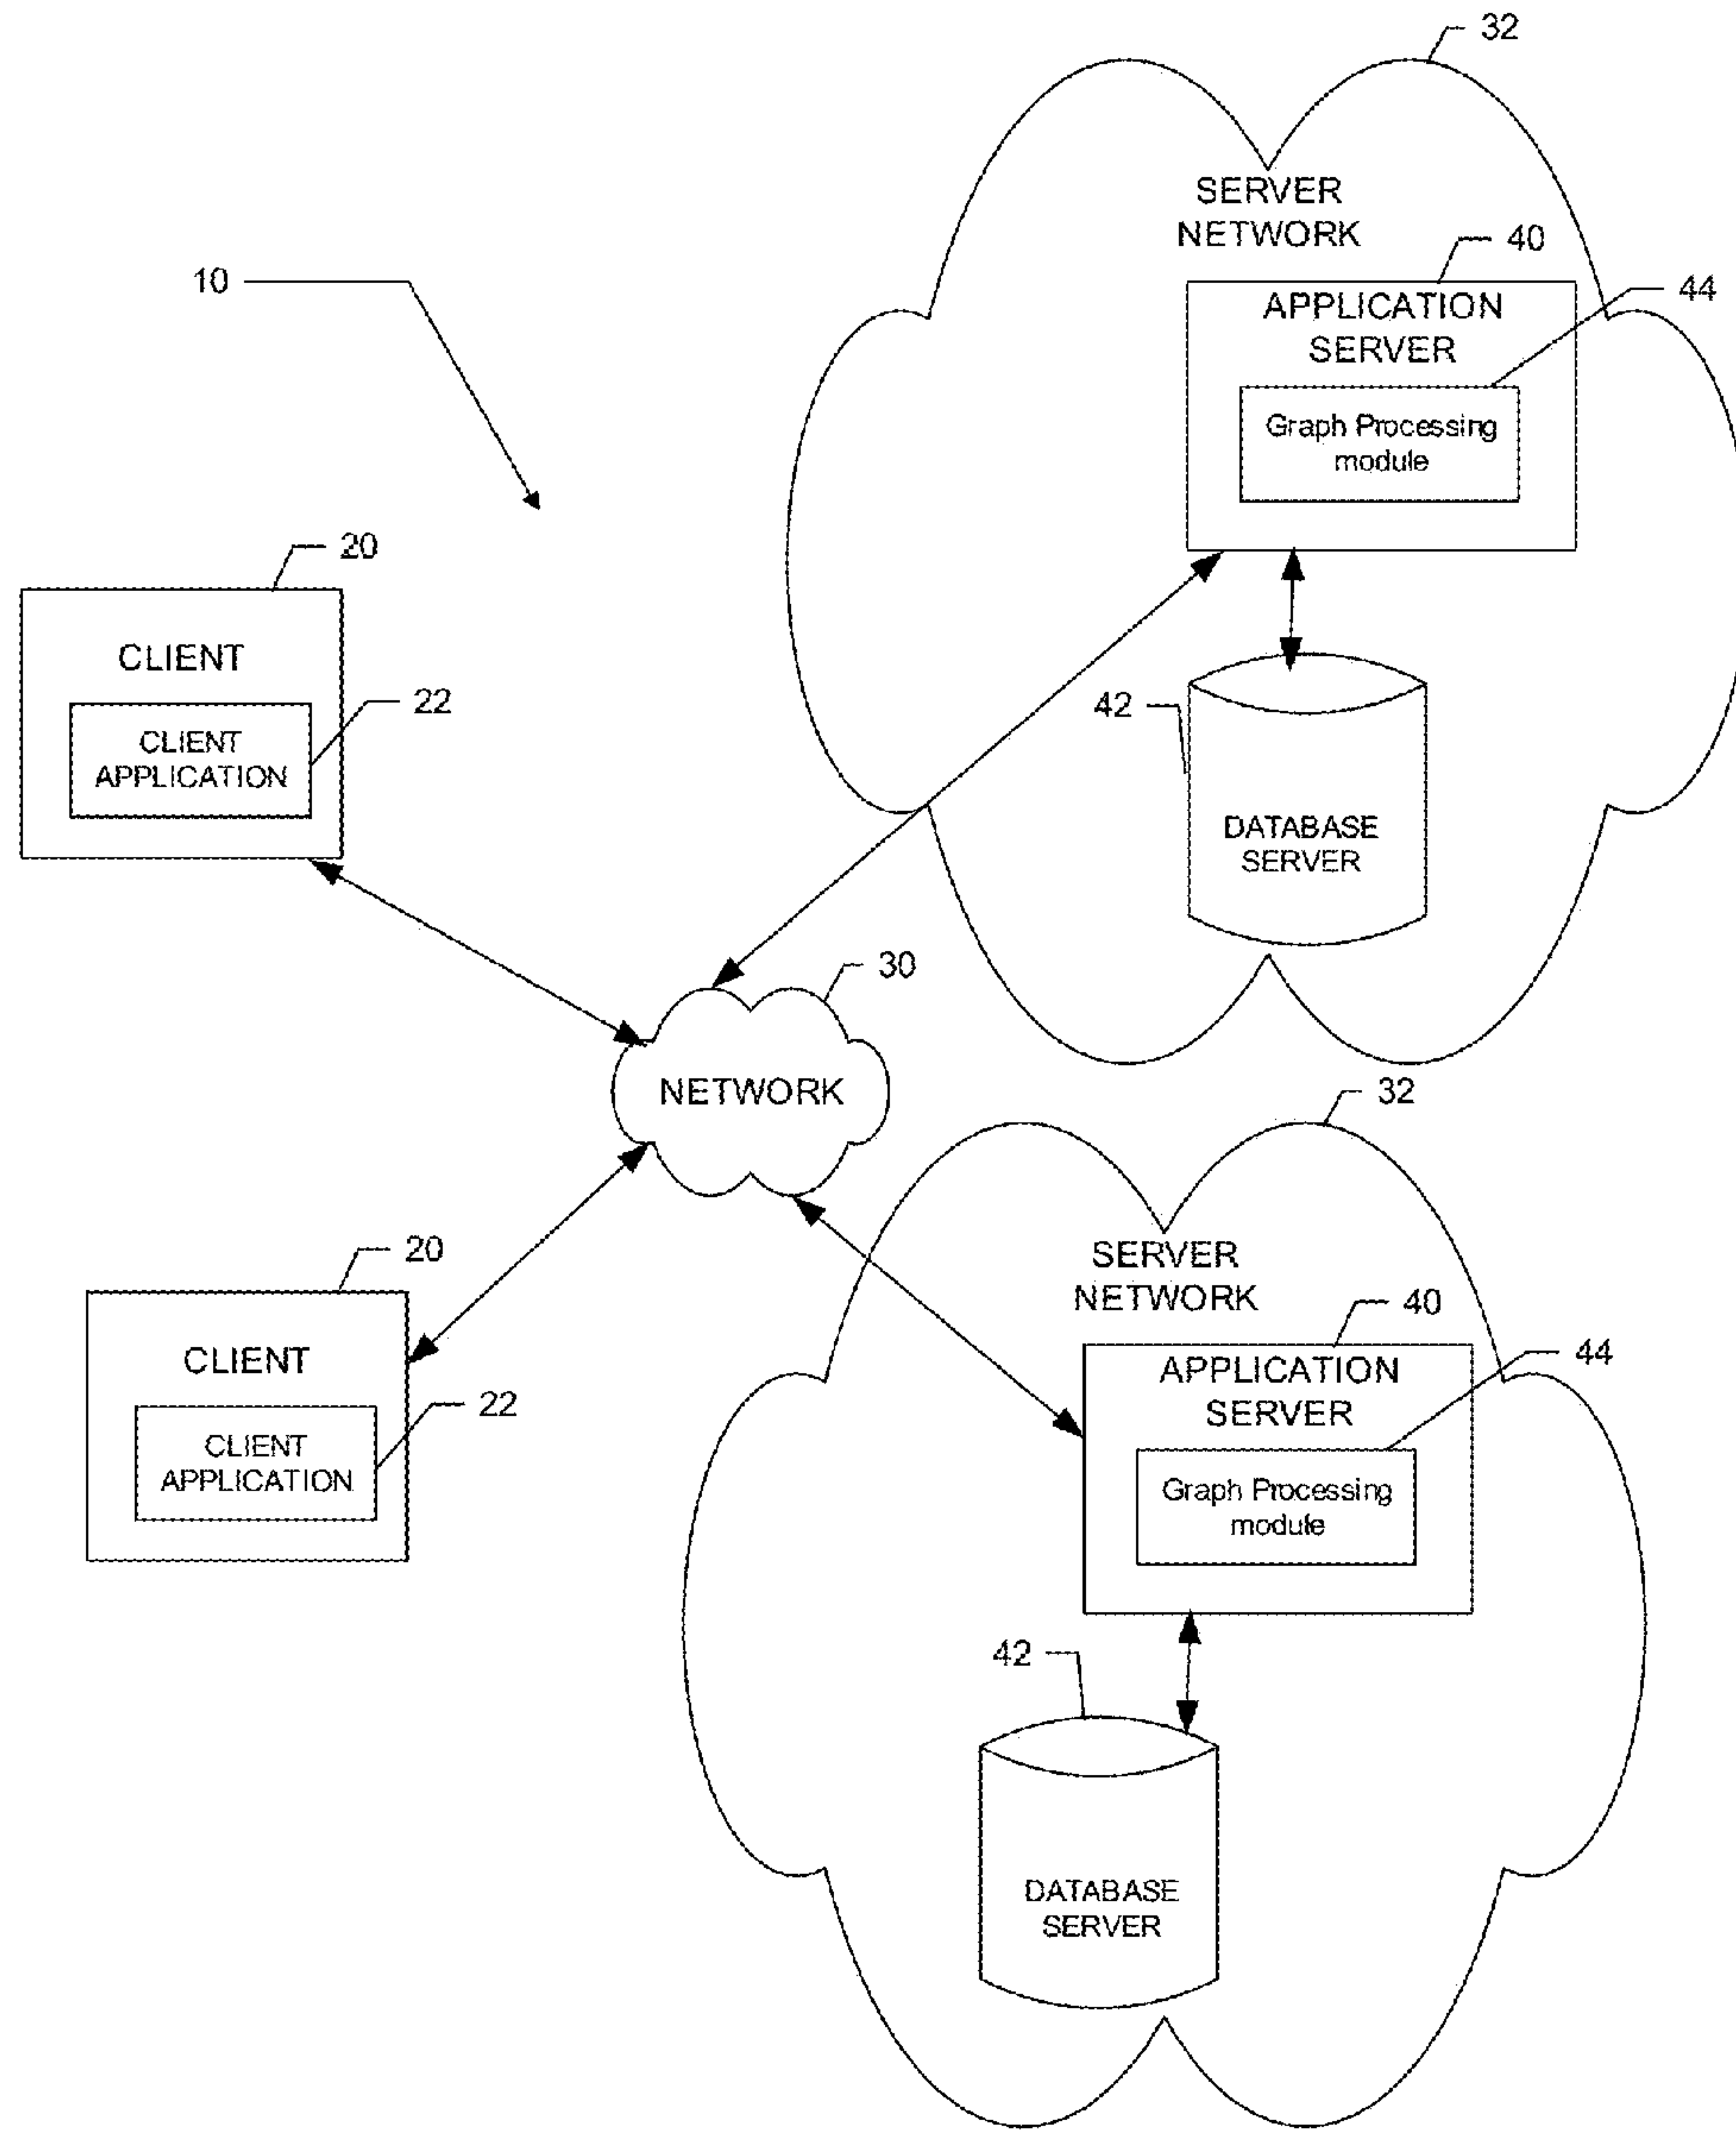 32
SERVER
NETWORK
40
10
44
APPLICATION
SERVER
Graph Processing
module
20
CLIENT
22
42
CLIENT
APPLICATION
DATABASE
SERVER
30
NETWORK
32
20
SERVER
NETWORK
40
CLIENT
44
APPLICATION
SERVER
22
CLIENT
APPLICATION
Graph Processing
module
42
DATABASE
SERVER